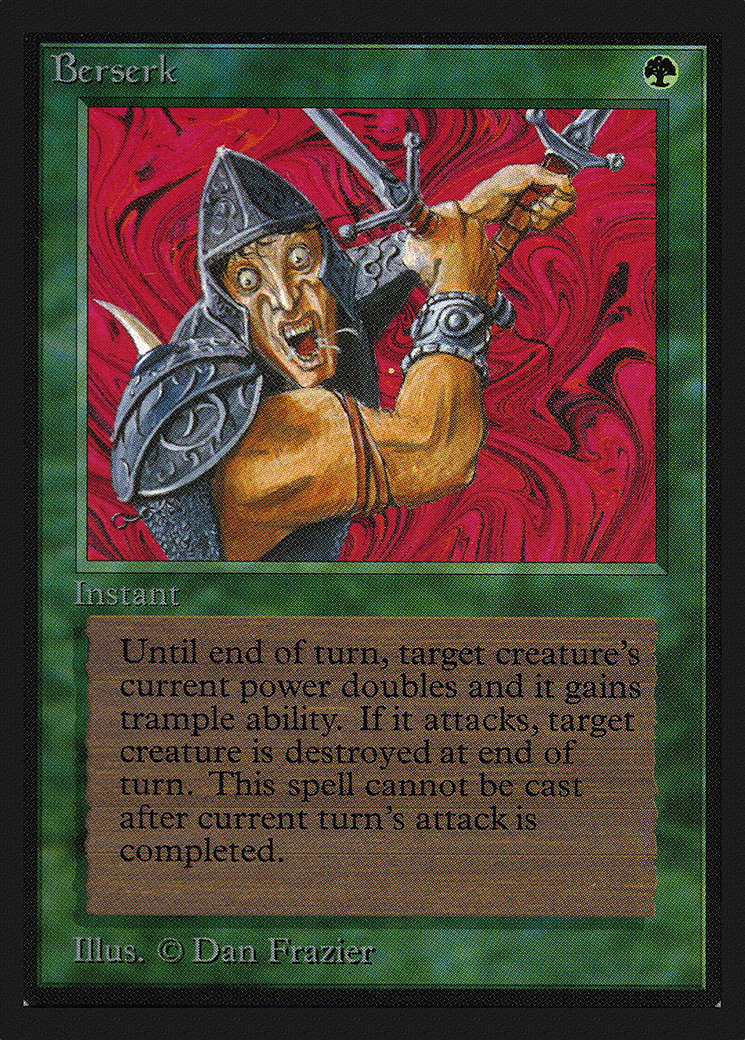 Berserk
Instant
Until end of turn, target creature's
current power doubles and it gains
trample ability. If it attacks, target
creature is destroyed at end of
turn. This spell cannot be cast
after current turn's attack is
completed.
Illus. © Dan Frazier